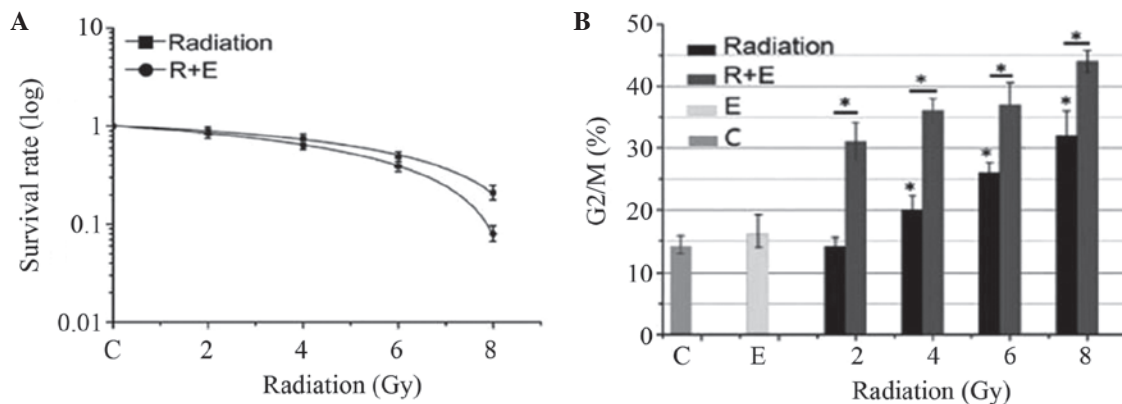 A
Survival rate (log)
10
1
0.1
0.01
Radiation
R+E
C 2 4 6 8
Radiation (Gy)
B
G2/M (%)
50
40
30
20
10
0
Radiation
R+E
E
C
* * * * * * *
C E 2 4 6 8
Radiation (Gy)